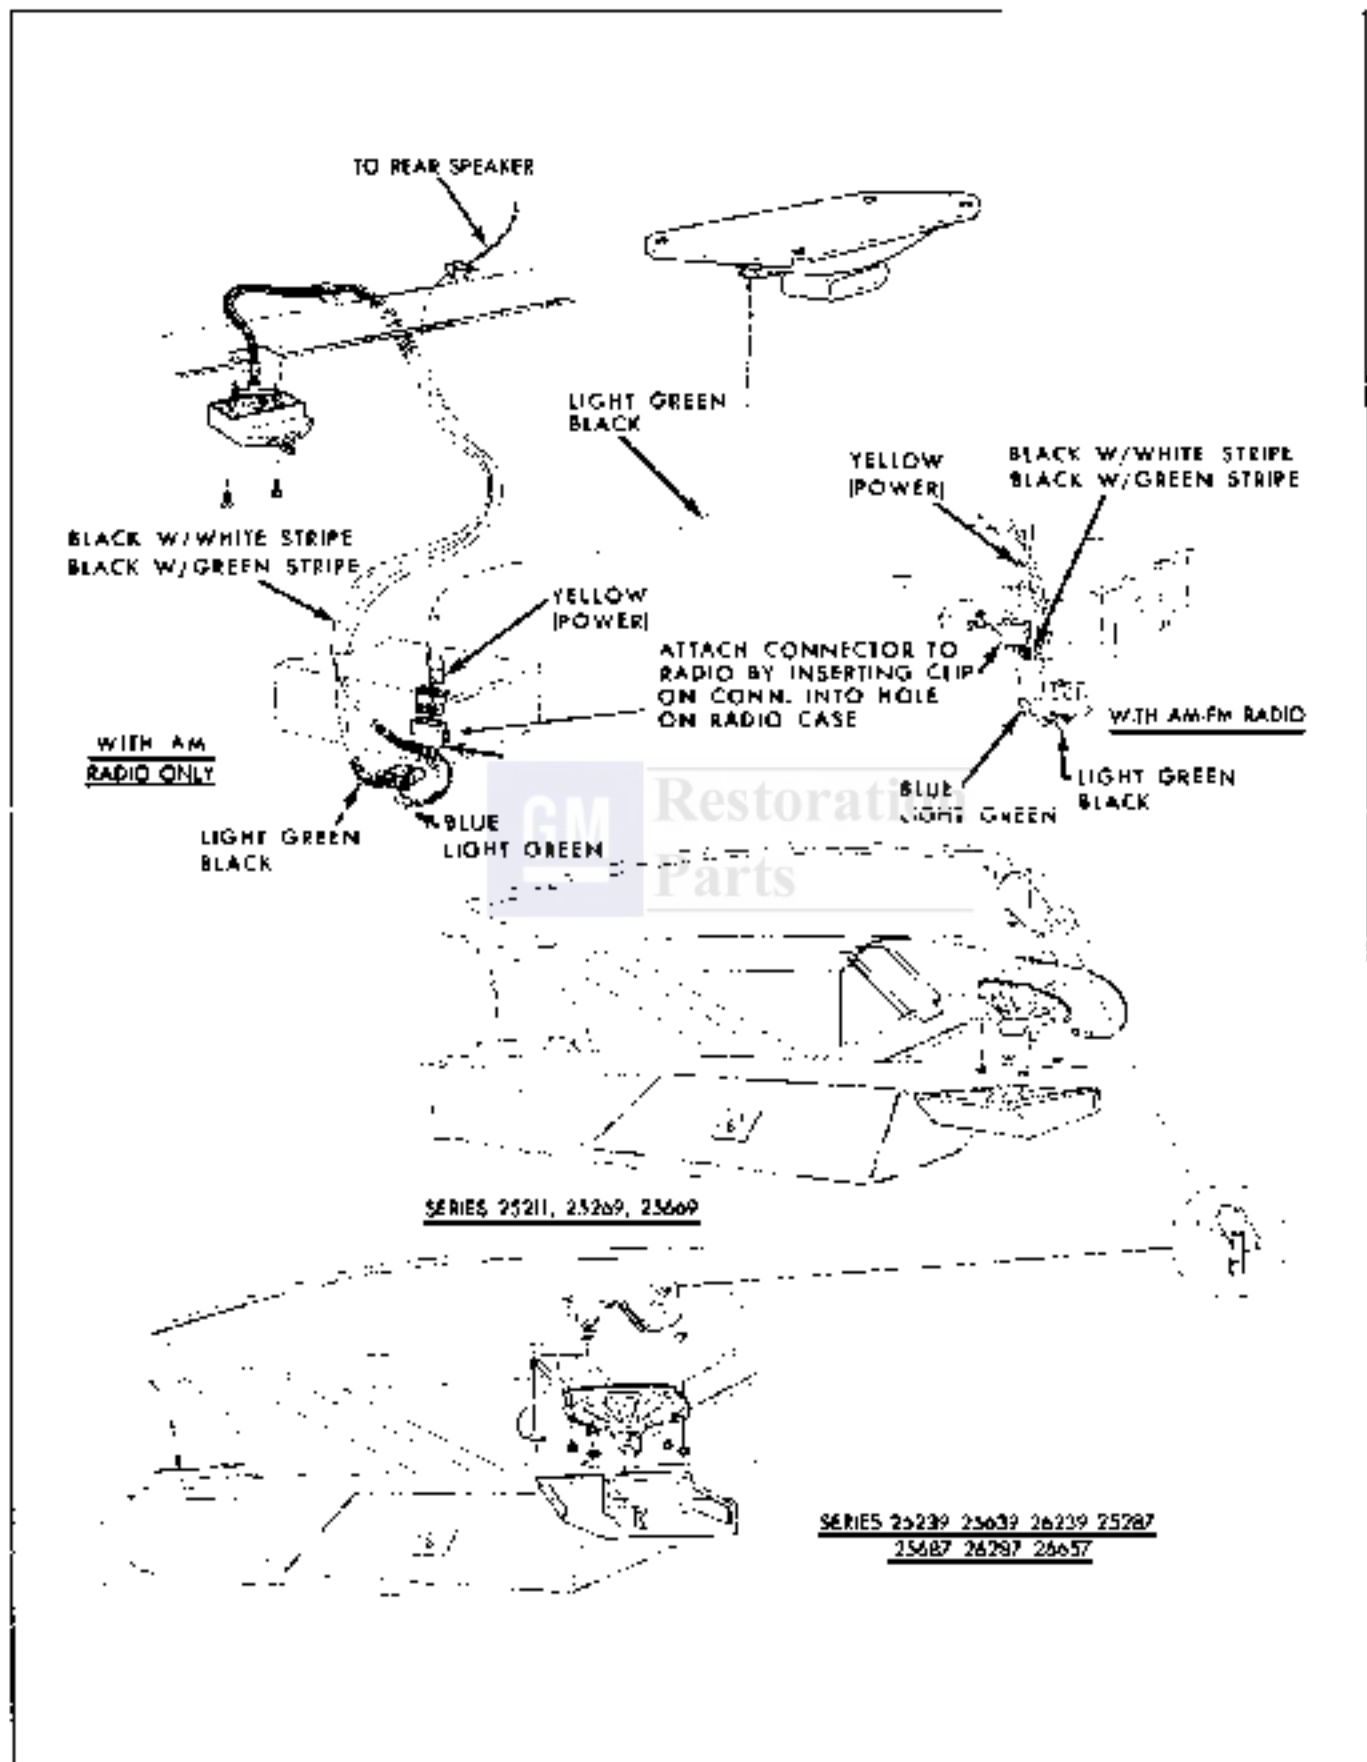 TO REAR SPEAKER
LIGHT GREEN
BLACK
YELLOW
(POWER)
BLACK W/WHITE STRIPE
BLACK W/GREEN STRIPE
BLACK W/WHITE STRIPE
BLACK W/GREEN STRIPE
YELLOW
(POWER)
ATTACH CONNECTOR TO
RADIO BY INSERTING CLIP
ON CONN. INTO HOLE
ON RADIO CASE
WITH AM-FM RADIO
WITH AM
RADIO ONLY
LIGHT GREEN
BLACK
BLUE
LIGHT GREEN
BLUE
LIGHT GREEN
LIGHT GREEN
BLACK
GM
Restoration
Parts
SERIES 25211, 25269, 25669
SERIES 25239 25639 26239 25287
25687 26287 26657